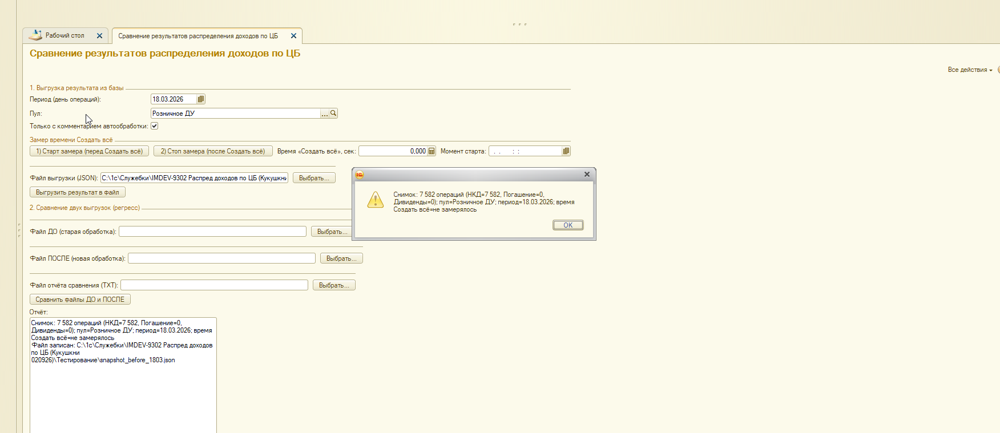 Рабочий стол
Сравнение результатов распределения доходов по ЦБ
Сравнение результатов распределения доходов по ЦБ
Все действия
1. Выгрузка результата из базы
Период (день операций): 18.03.2026
Пул: Розничное ДУ ...
Только с комментарием автообработки:
Замер времени Создать всё
1) Старт замера (перед Создать всё) 2) Стоп замера (после Создать всё) Время «Создать всё», сек: 0,000 Момент старта: . . : :
Файл выгрузки (JSON): C:\1c\Служебки\IMDEV-9302 Распред доходов по ЦБ (Кукушкни Выбрать...
Выгрузить результат в файл
2. Сравнение двух выгрузок (регресс)
Файл ДО (старая обработка): Выбрать...
Файл ПОСЛЕ (новая обработка): Выбрать...
Файл отчёта сравнения (TXT): Выбрать...
Сравнить файлы ДО и ПОСЛЕ
Отчёт:
Снимок: 7 582 операций (НКД=7 582, Погашение=0,
Дивиденды=0); пул=Розничное ДУ; период=18.03.2026; время
Создать всё=не замерялось
Файл записан: C:\1c\Служебки\IMDEV-9302 Распред доходов
по ЦБ (Кукушкни
020926)\Тестирование\snapshot_before_1803.json
1С
Снимок: 7 582 операций (НКД=7 582, Погашение=0,
Дивиденды=0); пул=Розничное ДУ; период=18.03.2026; время
Создать всё=не замерялось
OK